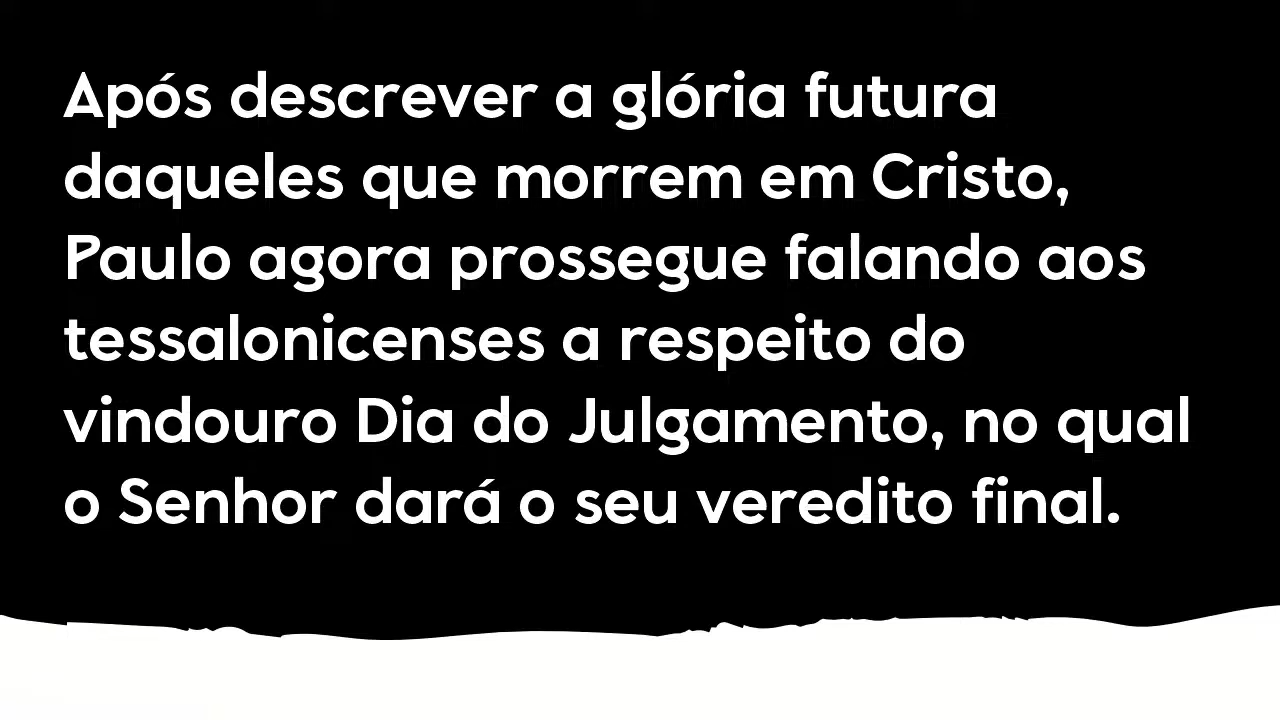 Após descrever a glória futura
daqueles que morrem em Cristo,
Paulo agora prossegue falando aos
tessalonicenses a respeito do
vindouro Dia do Julgamento, no qual
o Senhor dará o seu veredito final.